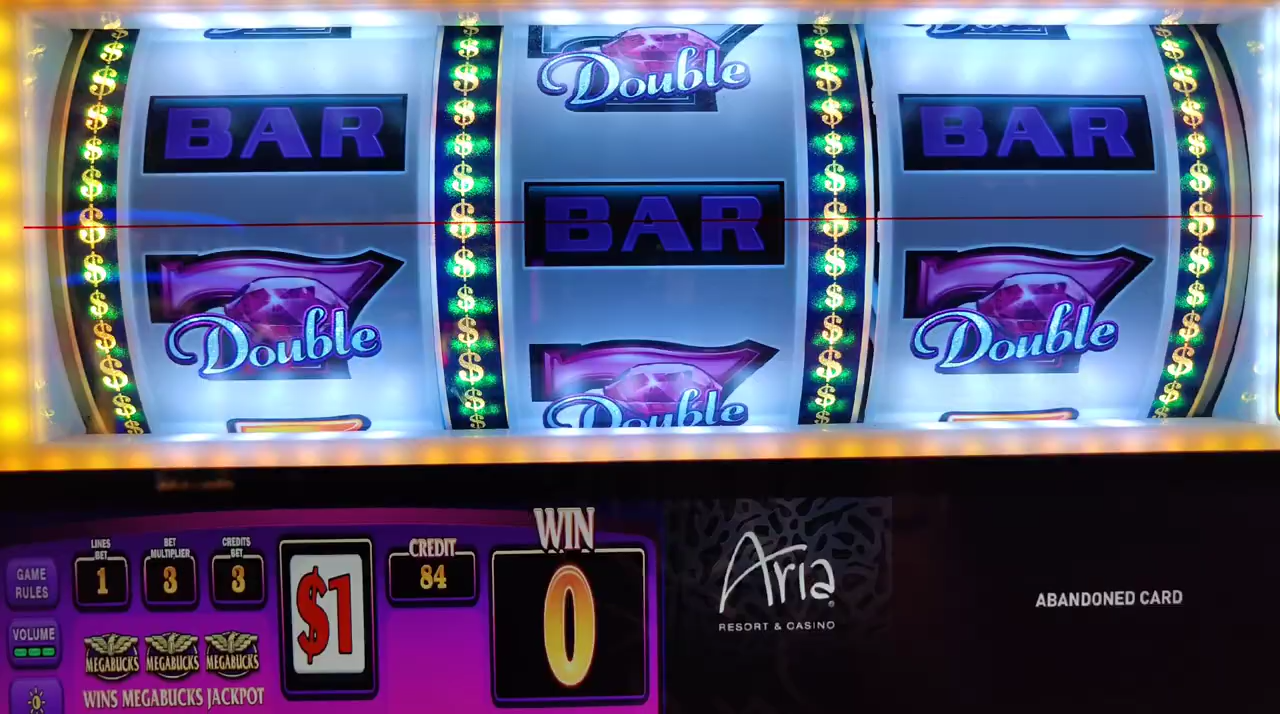 Double
BAR
BAR
BAR
Double
Double
Double
WIN
LINES BET
BET MULTIPLIER
CREDITS BET
CREDIT
1
3
3
$1
84
0
GAME RULES
VOLUME
MEGABUCKS MEGABUCKS MEGABUCKS
WINS MEGABUCKS JACKPOT
Aria
RESORT & CASINO
ABANDONED CARD